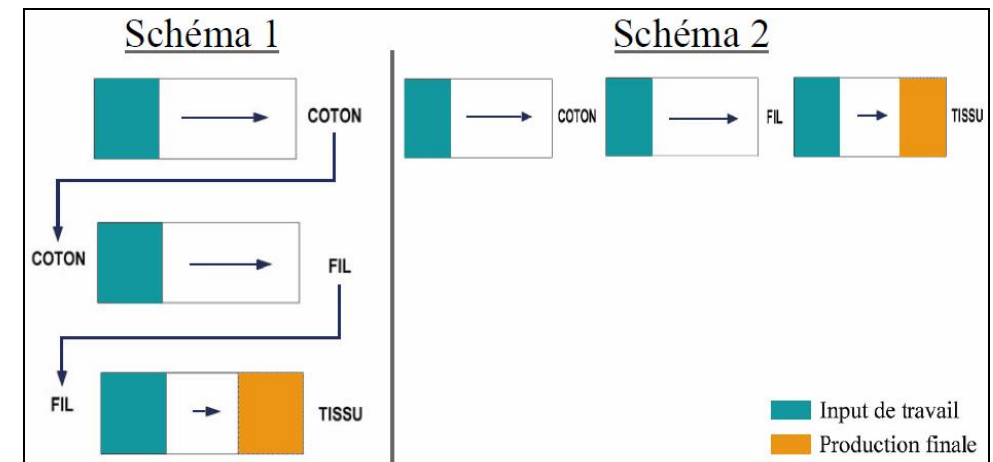 Schéma 1
COTON
COTON
FIL
FIL
TISSU
Schéma 2
COTON
FIL
TISSU
Input de travail
Production finale